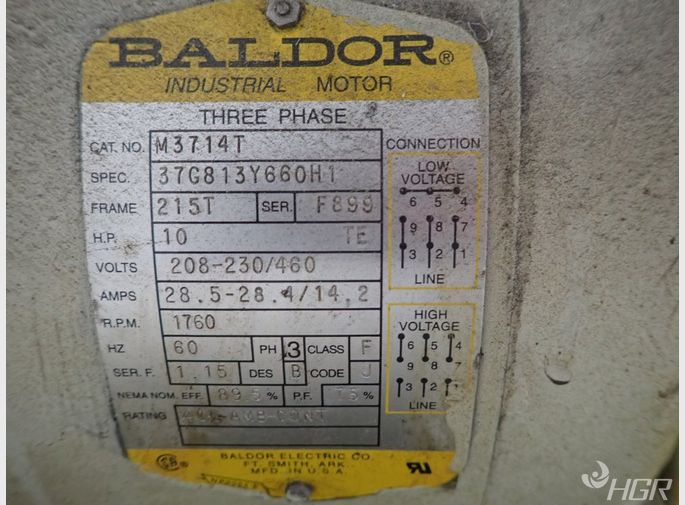 BALDOR®
INDUSTRIAL MOTOR
THREE PHASE
CAT. NO. M3714T
SPEC. 37G813Y660H1
FRAME 215T SER. F899
H.P. 10 TE
VOLTS 208-230/460
AMPS 28.5-28.4/14.2
R.P.M. 1760
HZ 60 PH 3 CLASS F
SER. F. 1.15 DES B CODE J
NEMA NOM. EFF. 89.5 % P.F. 75 %
RATING 40C-AMB-CONT
BALDOR ELECTRIC CO.
FT. SMITH, ARK.
MFD. IN U.S.A.
CONNECTION
LOW
VOLTAGE
6 5 4
9 8 7
3 2 1
LINE
HIGH
VOLTAGE
6 5 4
9 8 7
3 2 1
LINE
HGR